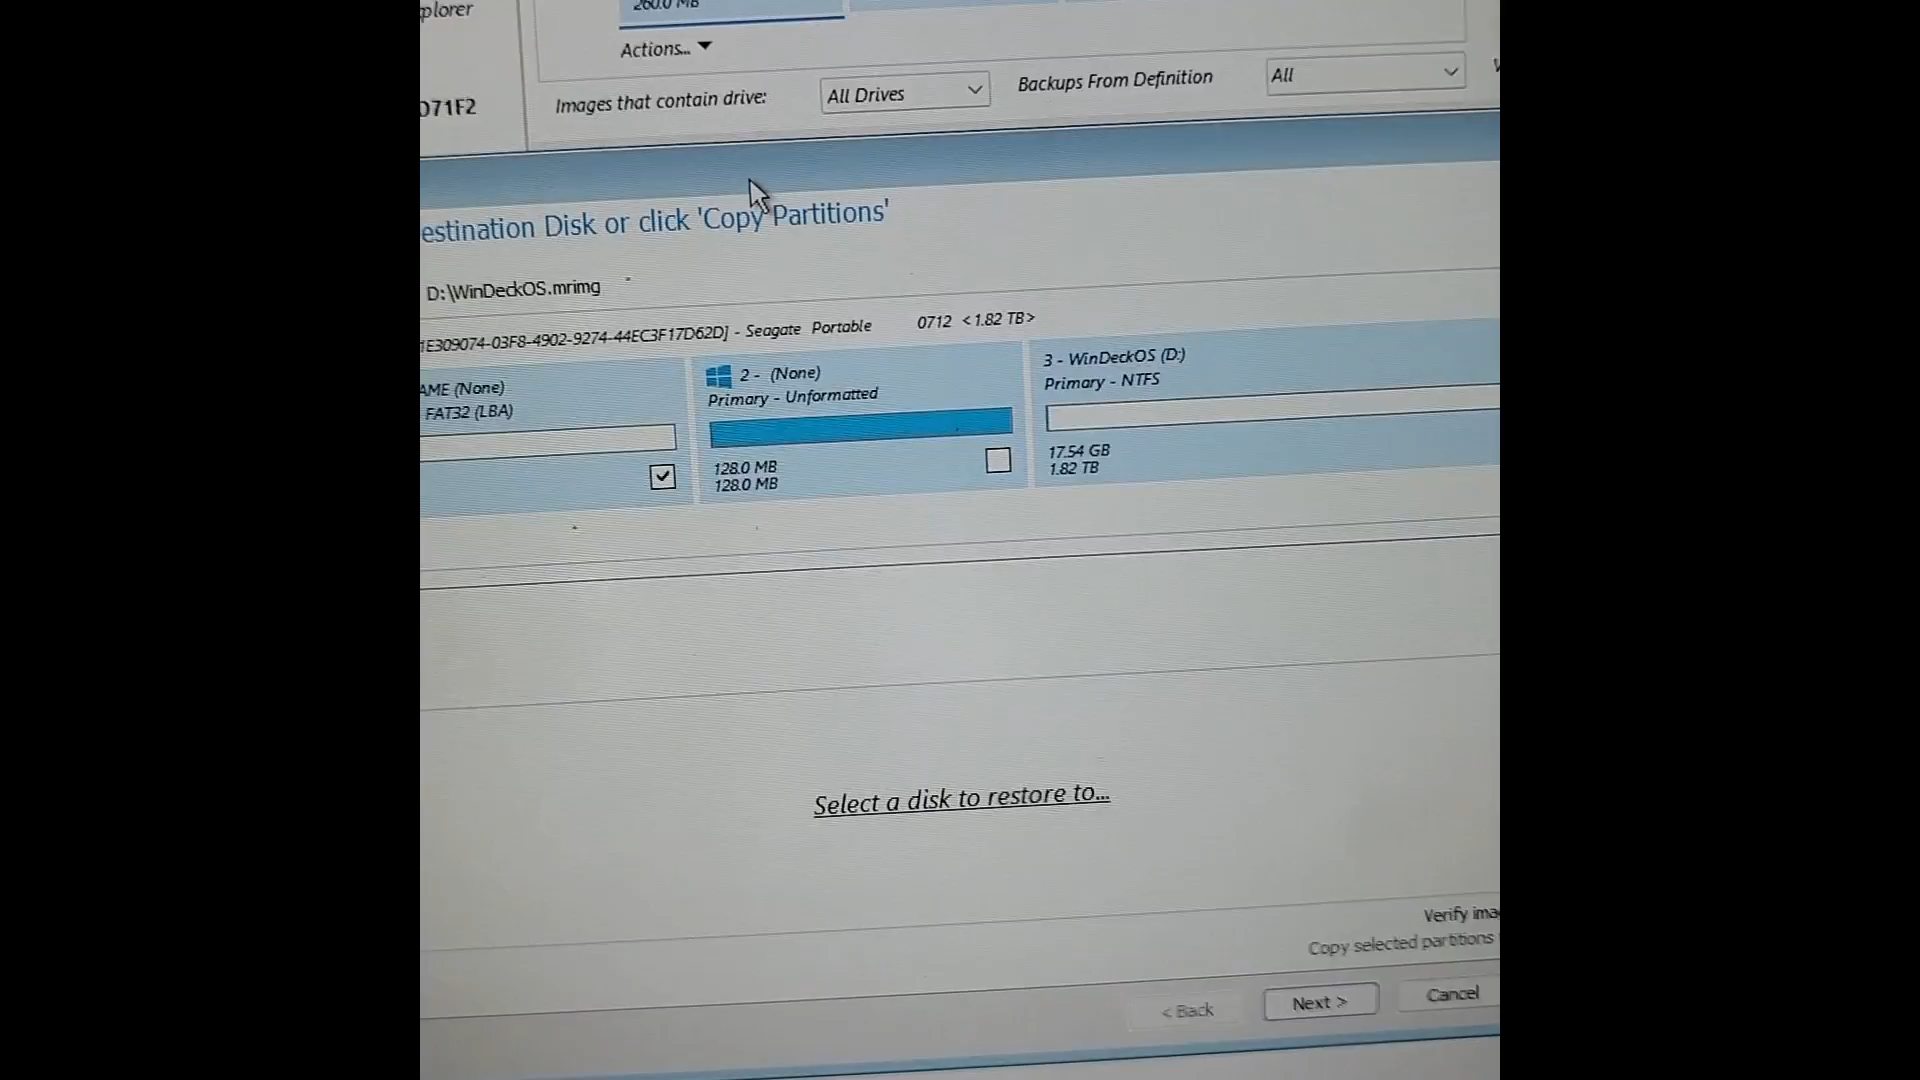 plorer
260.0 MB
Actions...
D71F2
Images that contain drive:
All Drives
Backups From Definition
All
estination Disk or click 'Copy Partitions'
D:\WinDeckOS.mrimg
1E309074-03F8-4902-9274-44EC3F17D62D] - Seagate Portable 0712 <1.82 TB>
AME (None)
FAT32 (LBA)
2 - (None)
Primary - Unformatted
128.0 MB
128.0 MB
3 - WinDeckOS (D:)
Primary - NTFS
17.54 GB
1.82 TB
Select a disk to restore to...
Verify ima
Copy selected partitions
< Back
Next >
Cancel